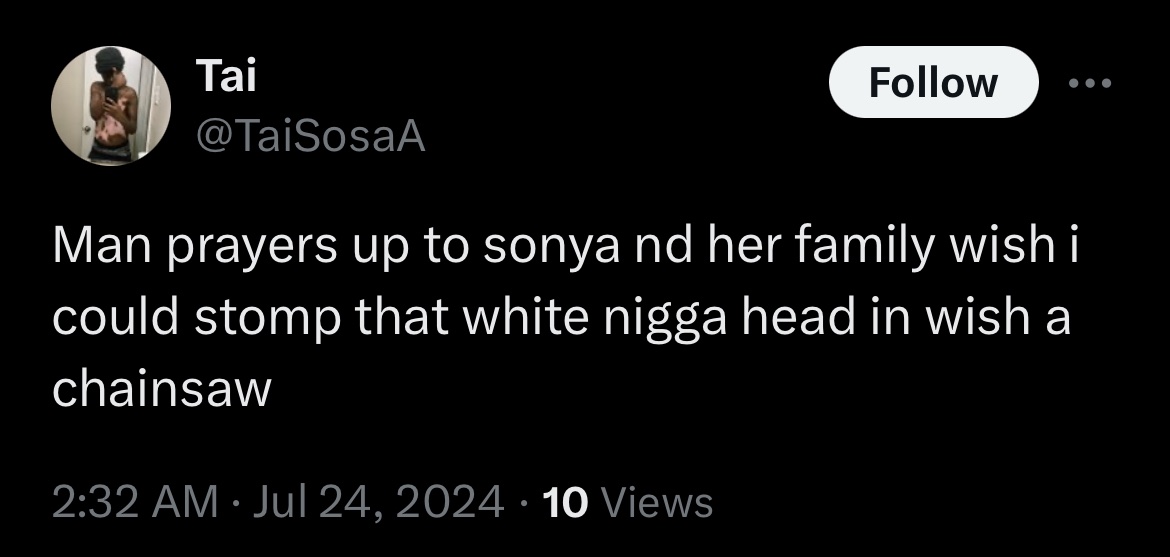 Tai
Follow
@TaiSosaA
Man prayers up to sonya nd her family wish i
could stomp that white nigga head in wish a
chainsaw
2:32 AM · Jul 24, 2024 · 10 Views